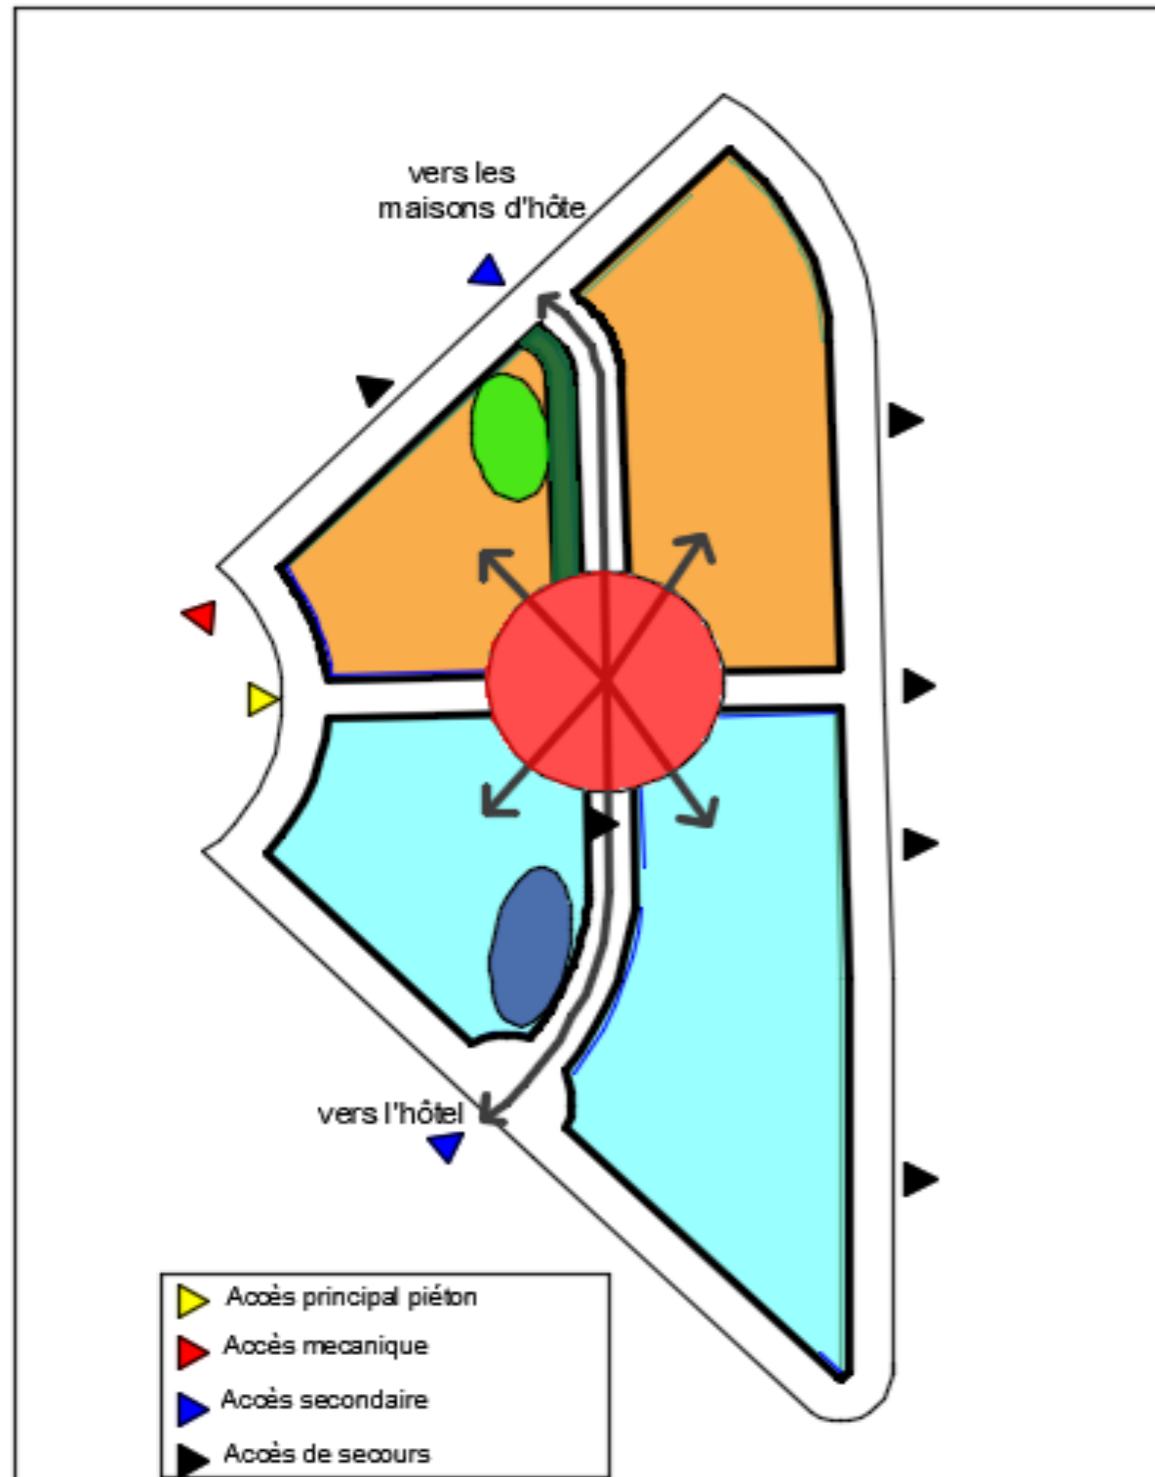 vers les
maisons d'hôte
vers l'hôtel
Accès principal piéton
Accès mecanique
Accès secondaire
Accès de secours